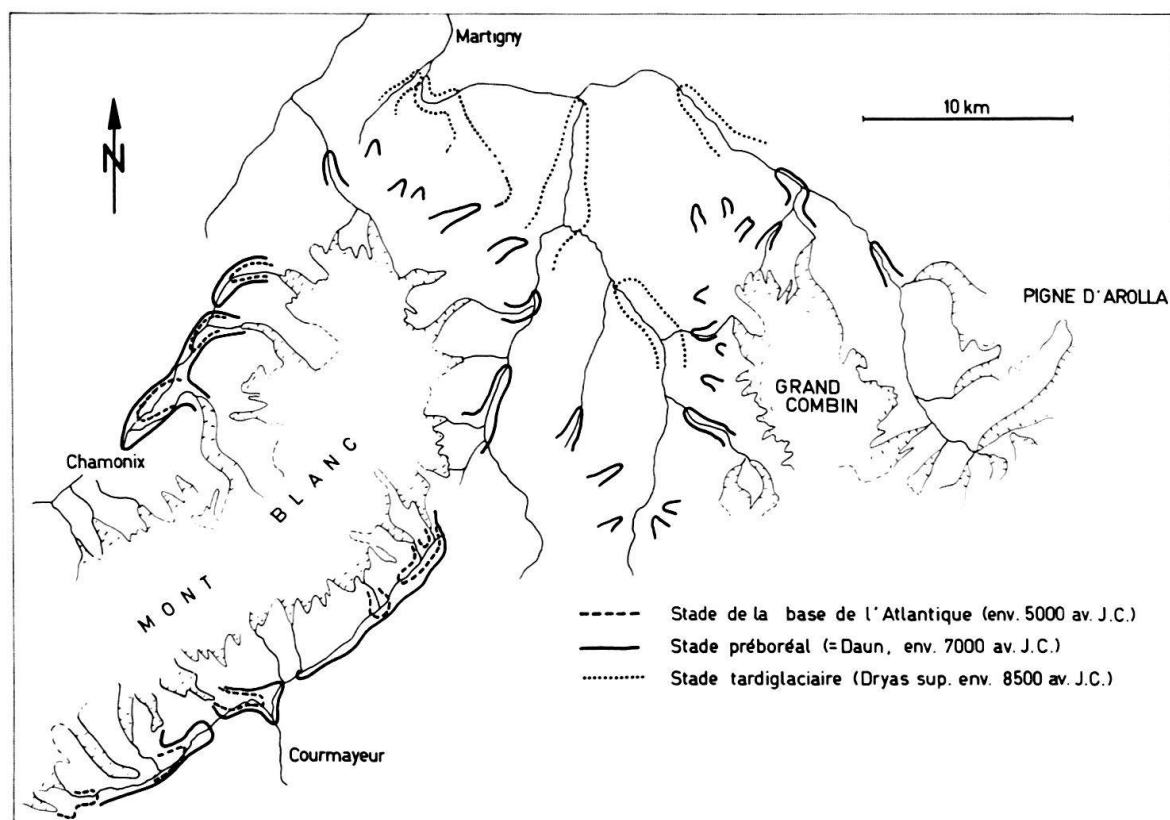 Martigny
N
10 km
PIGNE D'AROLLA
GRAND
COMBIN
Chamonix
MONT BLANC
Stade de la base de l'Atlantique (env. 5000 av. J.C.)
Stade préboréal (= Daun, env. 7000 av. J.C.)
Stade tardiglaciaire (Dryas sup. env. 8500 av. J.C.)
Courmayeur